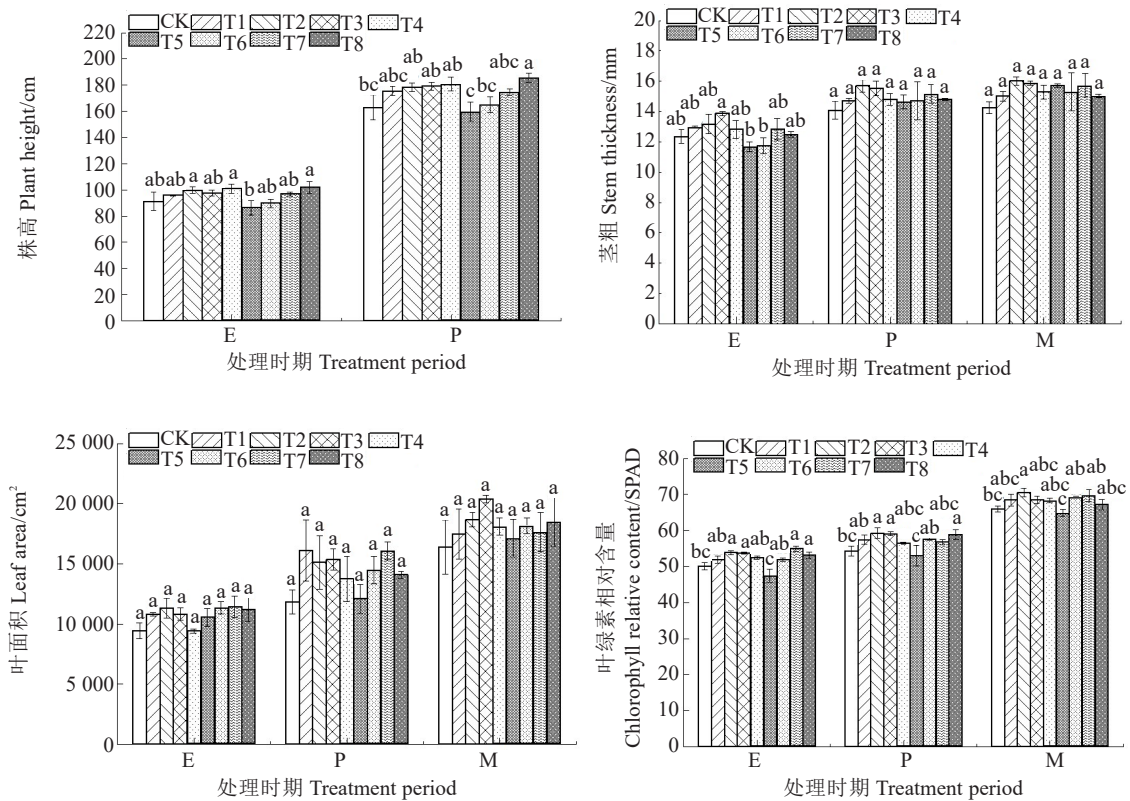 CK T1 T2 T3 T4
T5 T6 T7 T8
220
200
180
160
140
120
100
80
60
40
20
0
株高 Plant height/cm
ab ab a ab a b ab ab a
bc abc ab ab ab c bc abc a
E P
处理时期 Treatment period
CK T1 T2 T3 T4
T5 T6 T7 T8
20
18
16
14
12
10
8
6
4
2
0
茎粗 Stem thickness/mm
ab ab ab a ab b b ab ab
a a a a a a a a a
a a a a a a a a a
E P M
处理时期 Treatment period
CK T1 T2 T3 T4
T5 T6 T7 T8
25 000
20 000
15 000
10 000
5 000
0
叶面积 Leaf area/cm²
a a a a a a a a a
a a a a a a a a a
a a a a a a a a a
E P M
处理时期 Treatment period
CK T1 T2 T3 T4
T5 T6 T7 T8
80
70
60
50
40
30
20
10
0
叶绿素相对含量
Chlorophyll relative content/SPAD
bc ab a a ab c ab a a
bc ab a a abc c ab abc a
bc abc a abc abc c ab ab abc
E P M
处理时期 Treatment period